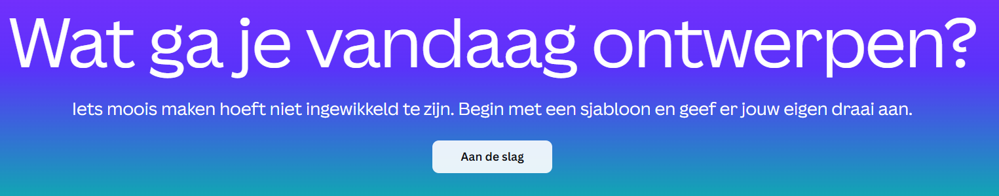 Wat ga je vandaag ontwerpen?
Iets moois maken hoeft niet ingewikkeld te zijn. Begin met een sjabloon en geef er jouw eigen draai aan.
Aan de slag